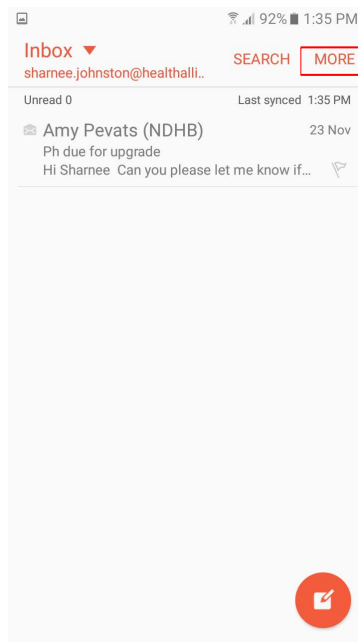 92% 1:35 PM
Inbox
sharnee.johnston@healthalli..
SEARCH
MORE
Unread 0
Last synced 1:35 PM
Amy Pevats (NDHB)
23 Nov
Ph due for upgrade
Hi Sharnee Can you please let me know if...